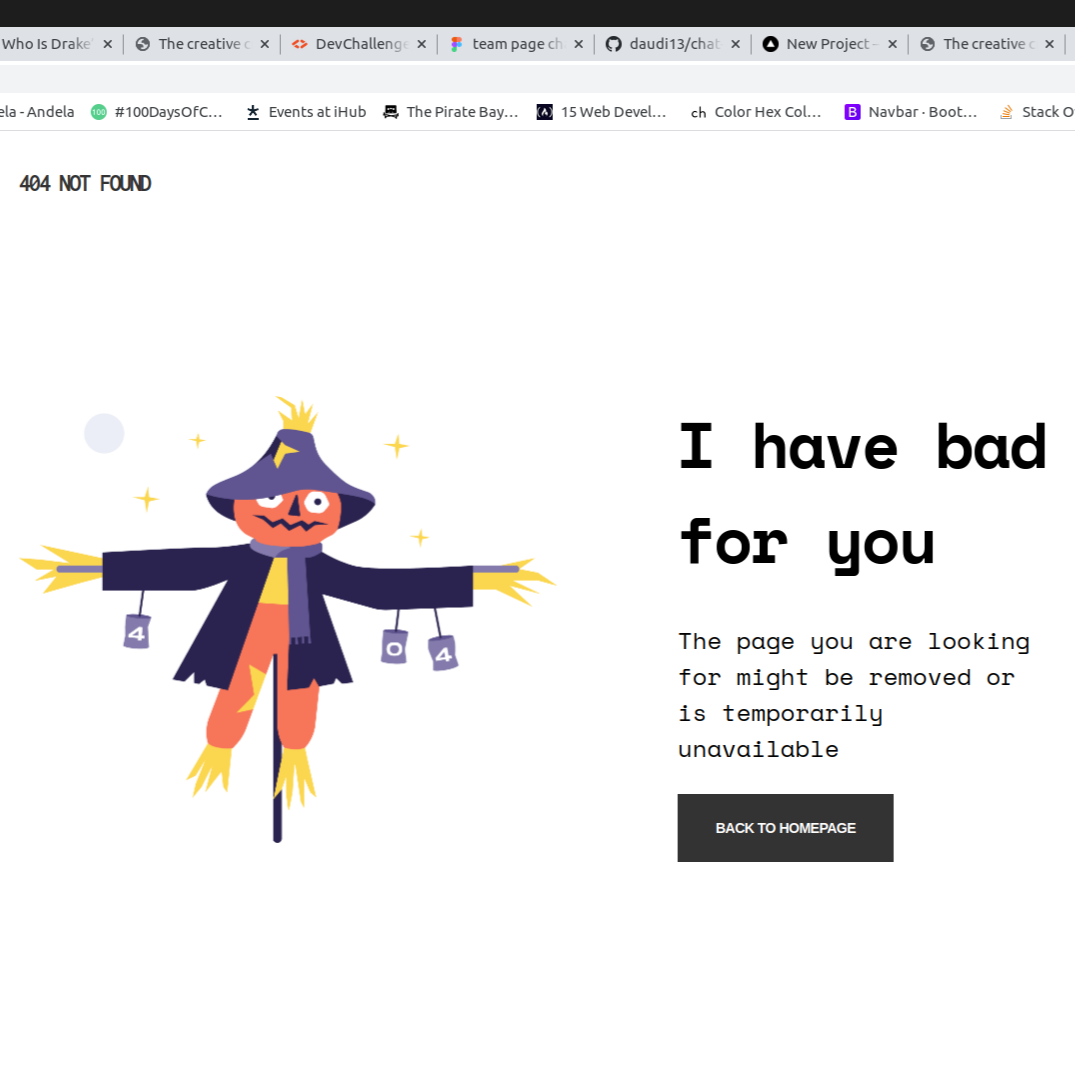 Who Is Drake' The creative c DevChallenge team page ch daudi13/chat New Project - The creative c
ela - Andela #100DaysOfC... Events at iHub The Pirate Bay... 15 Web Devel... ch Color Hex Col... B Navbar · Boot... Stack O
404 NOT FOUND
I have bad
for you
4 0 4
The page you are looking
for might be removed or
is temporarily
unavailable
BACK TO HOMEPAGE